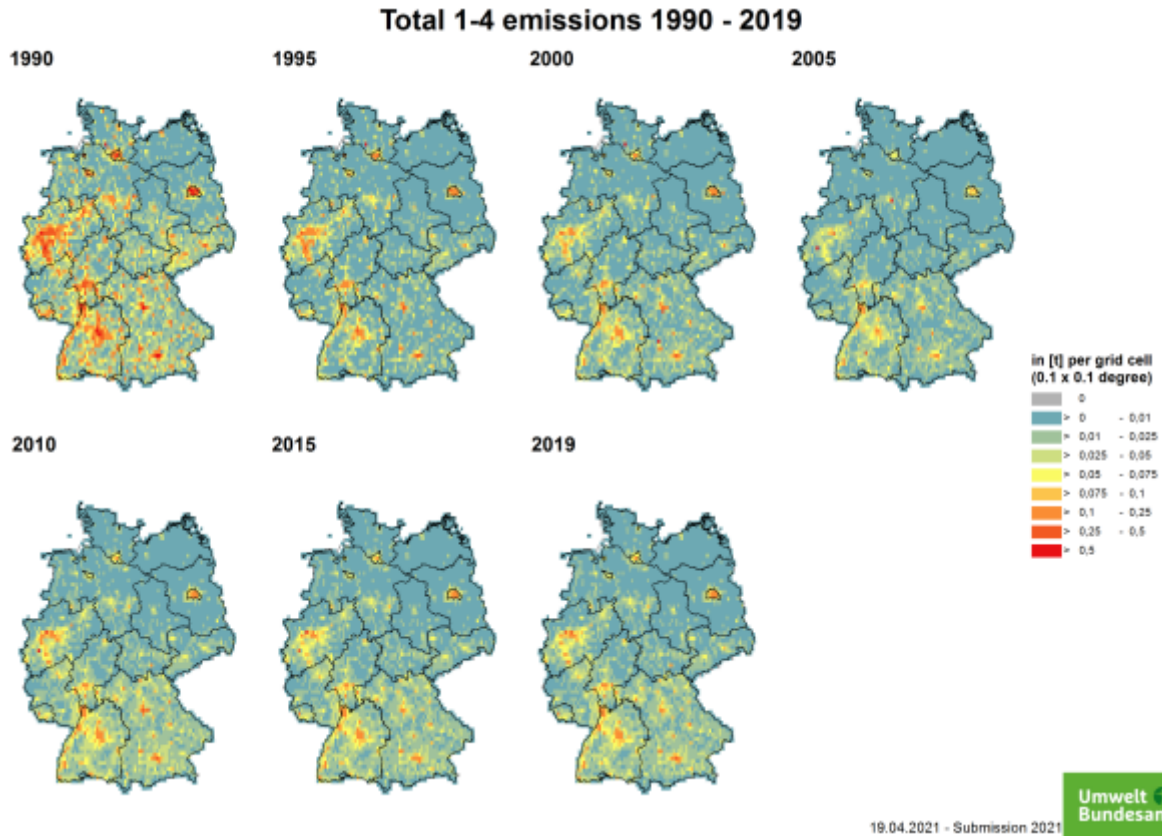 Total 1-4 emissions 1990 - 2019
1990
1995
2000
2005
in [t] per grid cell
(0.1 x 0.1 degree)
0
> 0 - 0,01
> 0,01 - 0,025
> 0,025 - 0,05
> 0,05 - 0,075
> 0,075 - 0,1
> 0,1 - 0,25
> 0,25 - 0,5
> 0,5
2010
2015
2019
19.04.2021 - Submission 2021
Umwelt
Bundesam